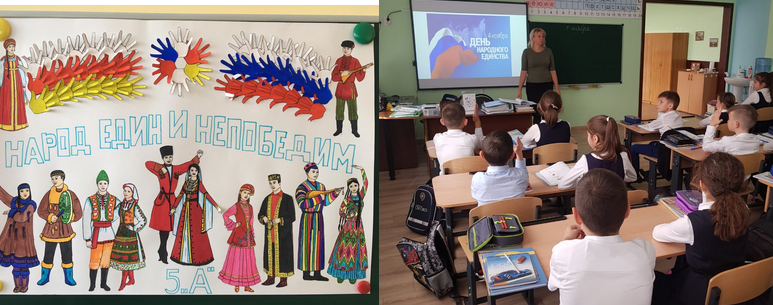 НАРОД ЕДИН И НЕПОБЕДИМ
5 „А"
4 ноября
ДЕНЬ
НАРОДНОГО
ЕДИНСТВА